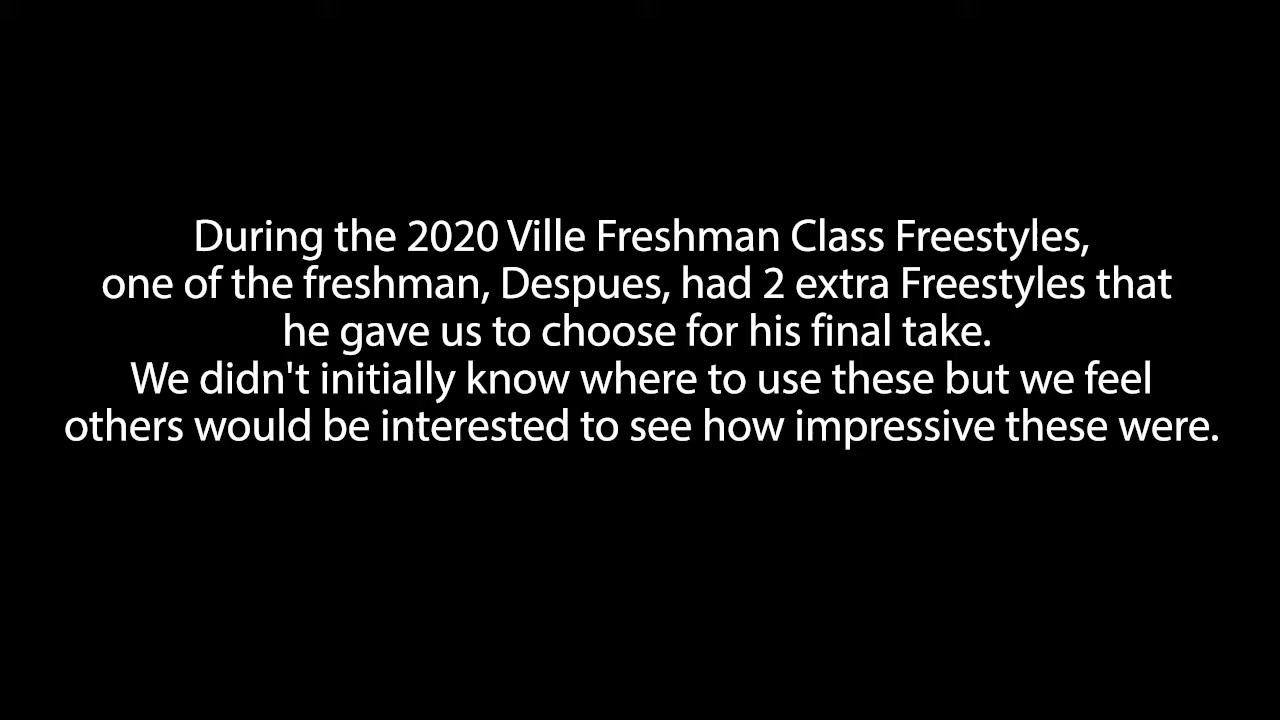 During the 2020 Ville Freshman Class Freestyles,
one of the freshman, Despues, had 2 extra Freestyles that
he gave us to choose for his final take.
We didn't initially know where to use these but we feel
others would be interested to see how impressive these were.